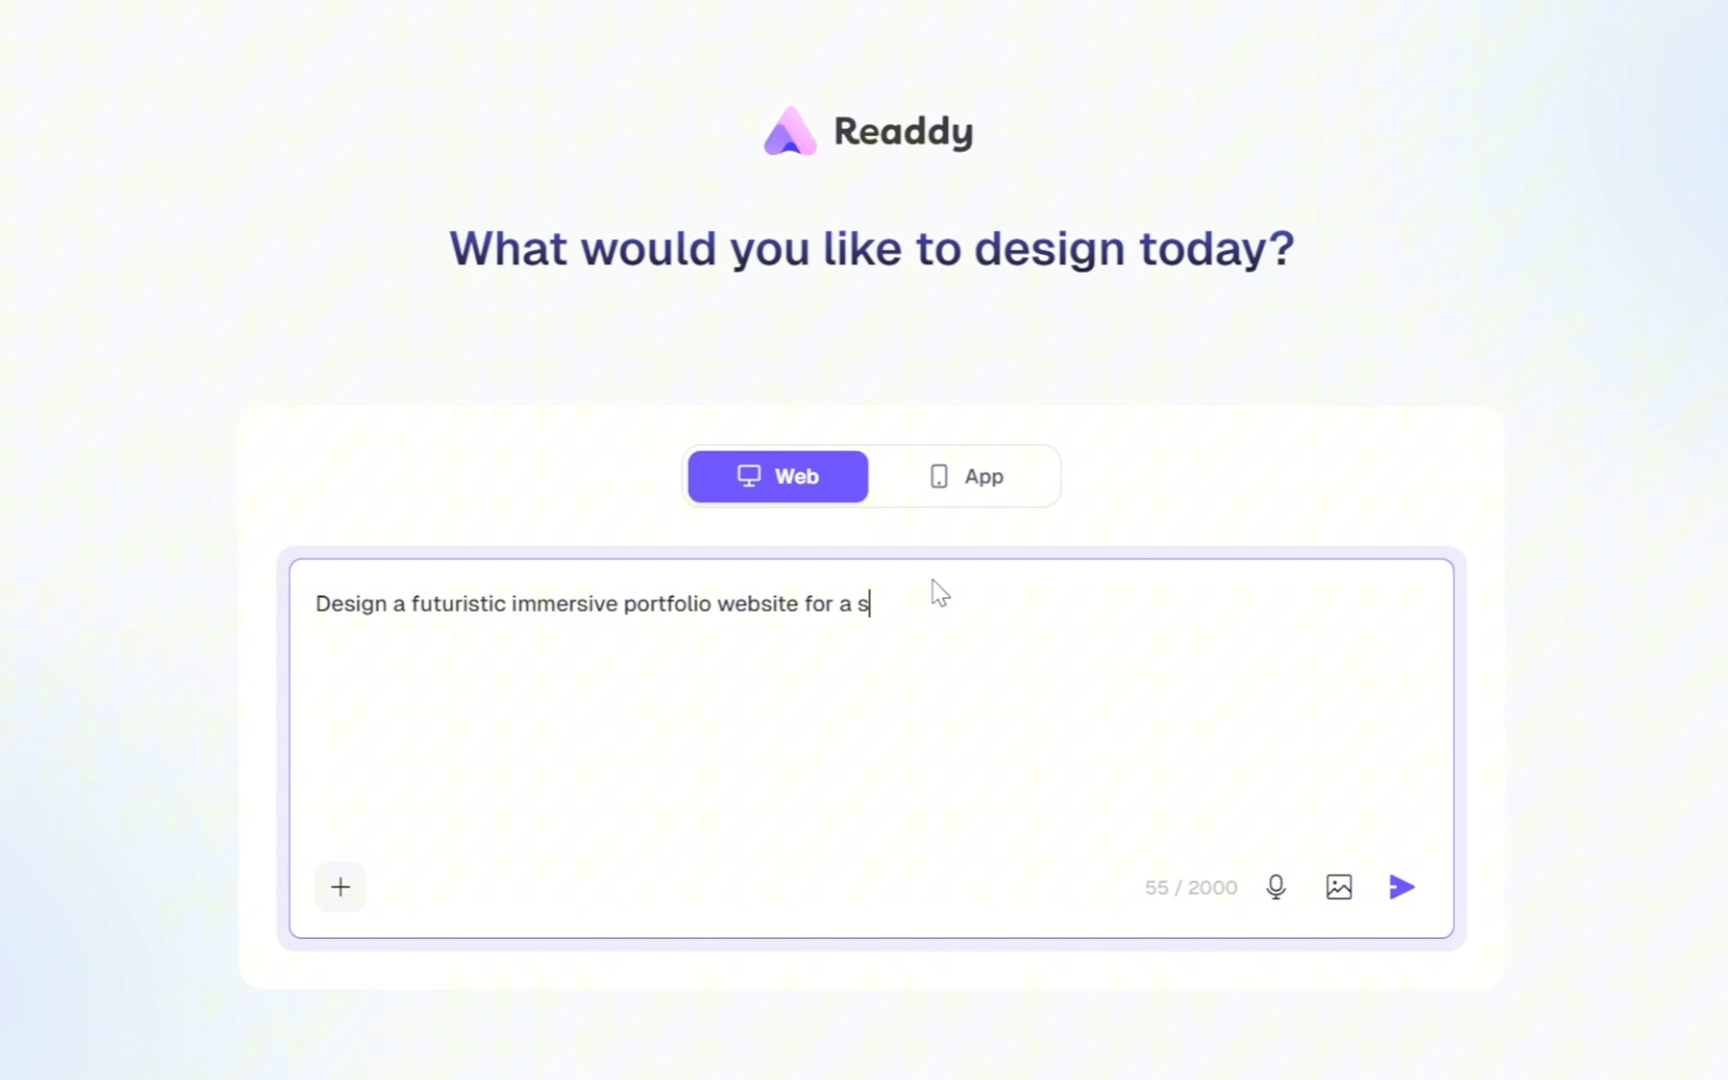 Readdy
What would you like to design today?
Web
App
Design a futuristic immersive portfolio website for a s
55 / 2000